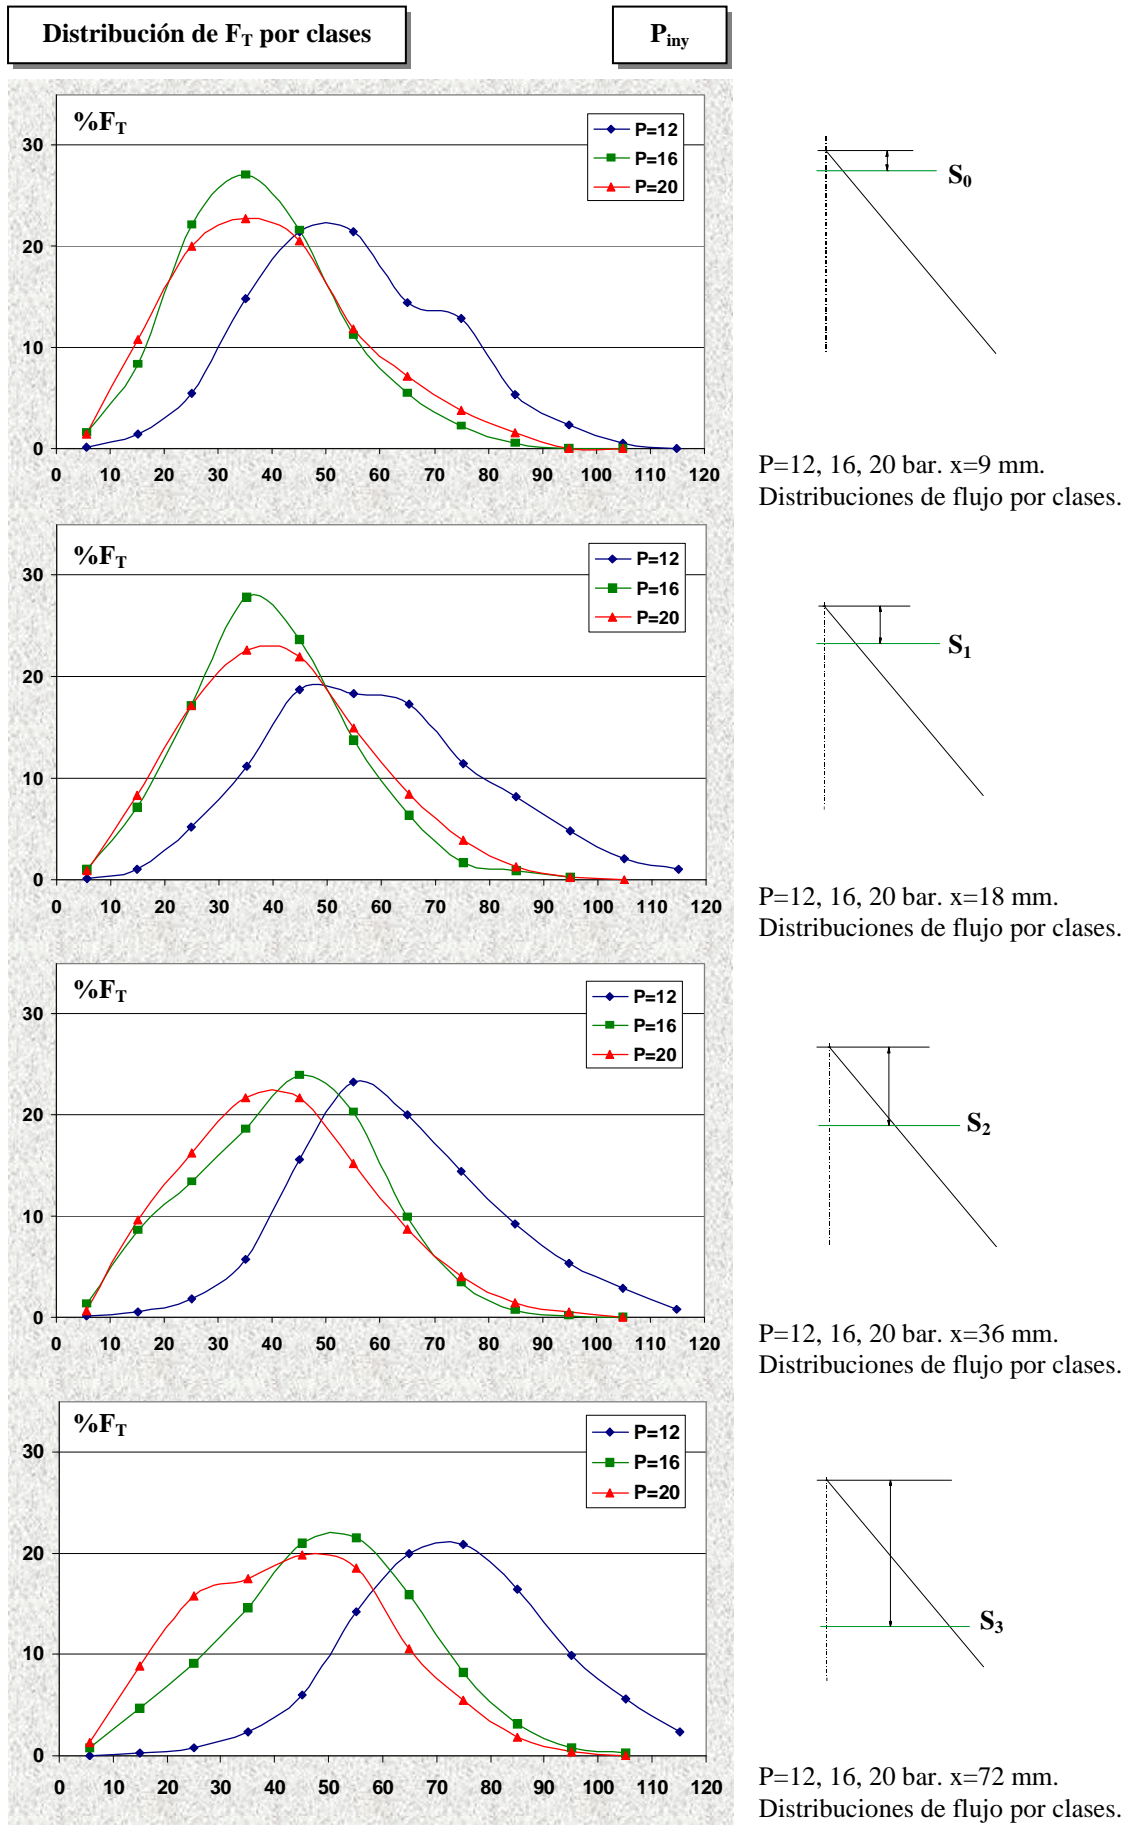 Distribución de F_T por clases
P_iny
%F_T
P=12
P=16
P=20
30
20
10
0
0 10 20 30 40 50 60 70 80 90 100 110 120
S_0
P=12, 16, 20 bar. x=9 mm.
Distribuciones de flujo por clases.
%F_T
P=12
P=16
P=20
30
20
10
0
0 10 20 30 40 50 60 70 80 90 100 110 120
S_1
P=12, 16, 20 bar. x=18 mm.
Distribuciones de flujo por clases.
%F_T
P=12
P=16
P=20
30
20
10
0
0 10 20 30 40 50 60 70 80 90 100 110 120
S_2
P=12, 16, 20 bar. x=36 mm.
Distribuciones de flujo por clases.
%F_T
P=12
P=16
P=20
30
20
10
0
0 10 20 30 40 50 60 70 80 90 100 110 120
S_3
P=12, 16, 20 bar. x=72 mm.
Distribuciones de flujo por clases.